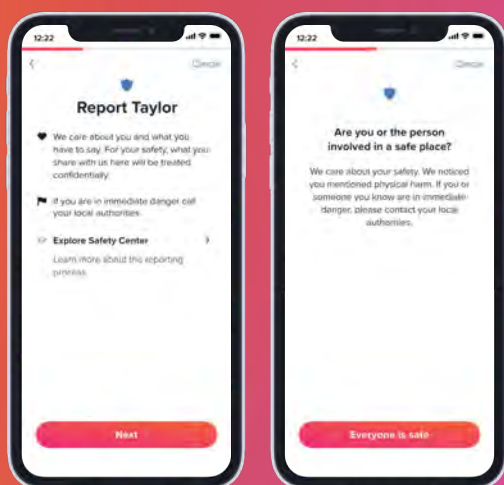 12:22
Cancel
Report Taylor
We care about you and what you
have to say. For your safety, what you
share with us here will be treated
confidentially.
If you are in immediate danger call
your local authorities.
Explore Safety Center
Learn more about this reporting
process.
Next
12:22
Cancel
Are you or the person
involved in a safe place?
We care about your safety. We noticed
you mentioned physical harm. If you or
someone you know are in immediate
danger, please contact your local
authorities.
Everyone is safe